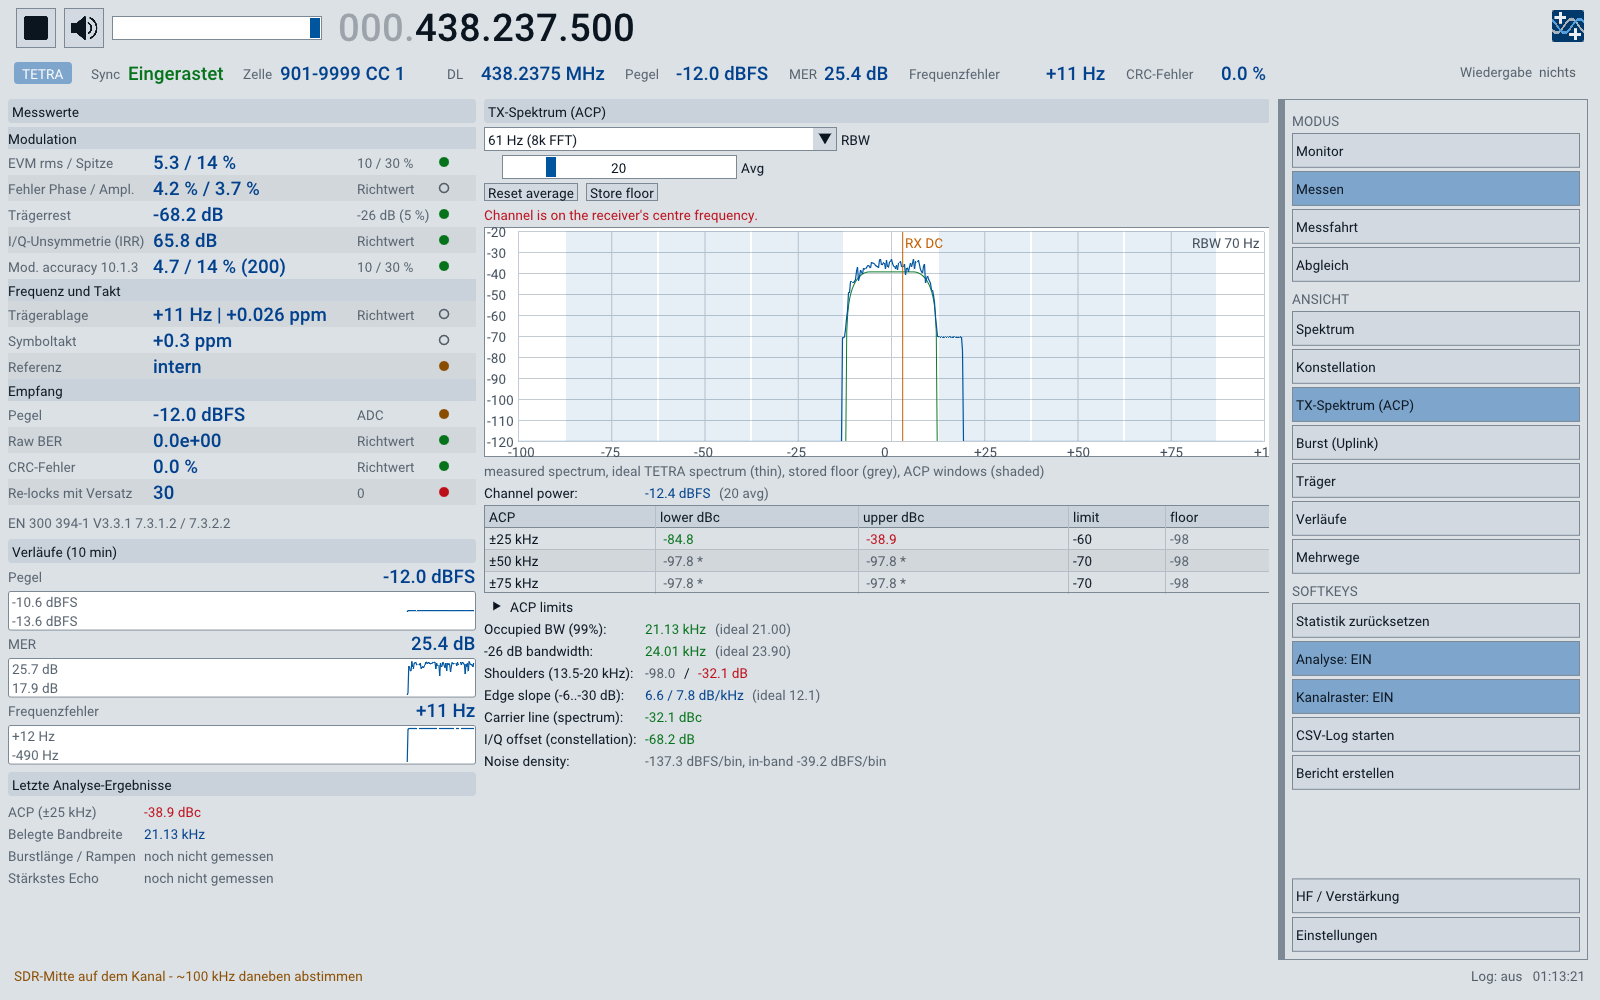 000.438.237.500
TETRA Sync Eingerastet Zelle 901-9999 CC 1 DL 438.2375 MHz Pegel -12.0 dBFS MER 25.4 dB Frequenzfehler +11 Hz CRC-Fehler 0.0 % Wiedergabe nichts
Messwerte
Modulation
EVM rms / Spitze 5.3 / 14 % 10 / 30 %
Fehler Phase / Ampl. 4.2 % / 3.7 % Richtwert
Trägerrest -68.2 dB -26 dB (5 %)
I/Q-Unsymmetrie (IRR) 65.8 dB Richtwert
Mod. accuracy 10.1.3 4.7 / 14 % (200) 10 / 30 %
Frequenz und Takt
Trägerablage +11 Hz | +0.026 ppm Richtwert
Symboltakt +0.3 ppm
Referenz intern
Empfang
Pegel -12.0 dBFS ADC
Raw BER 0.0e+00 Richtwert
CRC-Fehler 0.0 % Richtwert
Re-locks mit Versatz 30 0
EN 300 394-1 V3.3.1 7.3.1.2 / 7.3.2.2
Verläufe (10 min)
Pegel -12.0 dBFS
-10.6 dBFS
-13.6 dBFS
MER 25.4 dB
25.7 dB
17.9 dB
Frequenzfehler +11 Hz
+12 Hz
-490 Hz
Letzte Analyse-Ergebnisse
ACP (±25 kHz) -38.9 dBc
Belegte Bandbreite 21.13 kHz
Burstlänge / Rampen noch nicht gemessen
Stärkstes Echo noch nicht gemessen
TX-Spektrum (ACP)
61 Hz (8k FFT) RBW
20 Avg
Reset average Store floor
Channel is on the receiver's centre frequency.
RX DC RBW 70 Hz
-20
-30
-40
-50
-60
-70
-80
-90
-100
-110
-120
-100 -75 -50 -25 0 +25 +50 +75 +1
measured spectrum, ideal TETRA spectrum (thin), stored floor (grey), ACP windows (shaded)
Channel power: -12.4 dBFS (20 avg)
ACP lower dBc upper dBc limit floor
±25 kHz -84.8 -38.9 -60 -98
±50 kHz -97.8 * -97.8 * -70 -98
±75 kHz -97.8 * -97.8 * -70 -98
ACP limits
Occupied BW (99%): 21.13 kHz (ideal 21.00)
-26 dB bandwidth: 24.01 kHz (ideal 23.90)
Shoulders (13.5-20 kHz): -98.0 / -32.1 dB
Edge slope (-6..-30 dB): 6.6 / 7.8 dB/kHz (ideal 12.1)
Carrier line (spectrum): -32.1 dBc
I/Q offset (constellation): -68.2 dB
Noise density: -137.3 dBFS/bin, in-band -39.2 dBFS/bin
MODUS
Monitor
Messen
Messfahrt
Abgleich
ANSICHT
Spektrum
Konstellation
TX-Spektrum (ACP)
Burst (Uplink)
Träger
Verläufe
Mehrwege
SOFTKEYS
Statistik zurücksetzen
Analyse: EIN
Kanalraster: EIN
CSV-Log starten
Bericht erstellen
HF / Verstärkung
Einstellungen
SDR-Mitte auf dem Kanal - ~100 kHz daneben abstimmen
Log: aus 01:13:21